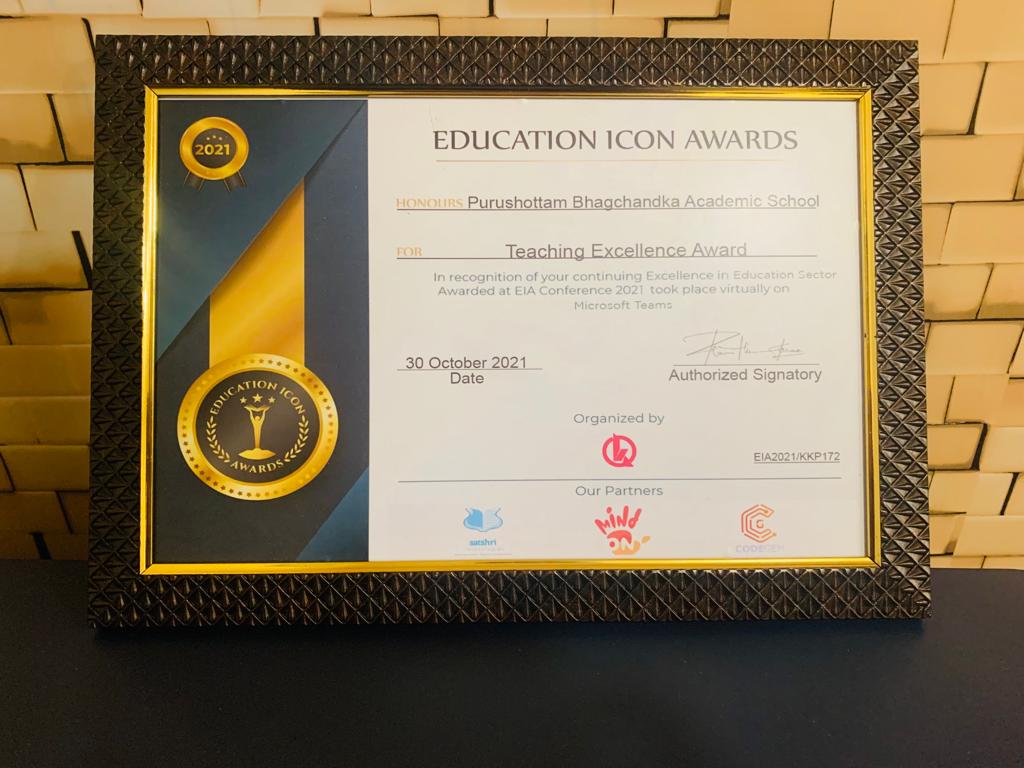 2021
EDUCATION ICON AWARDS
HONOURS Purushottam Bhagchandka Academic School
FOR Teaching Excellence Award
In recognition of your continuing Excellence in Education Sector
Awarded at EIA Conference 2021 took place virtually on
Microsoft Teams
30 October 2021
Date
Authorized Signatory
EDUCATION ICON
AWARDS
Organized by
EIA2021/KKP172
Our Partners
satshri
MIND
ON
CODEGEN